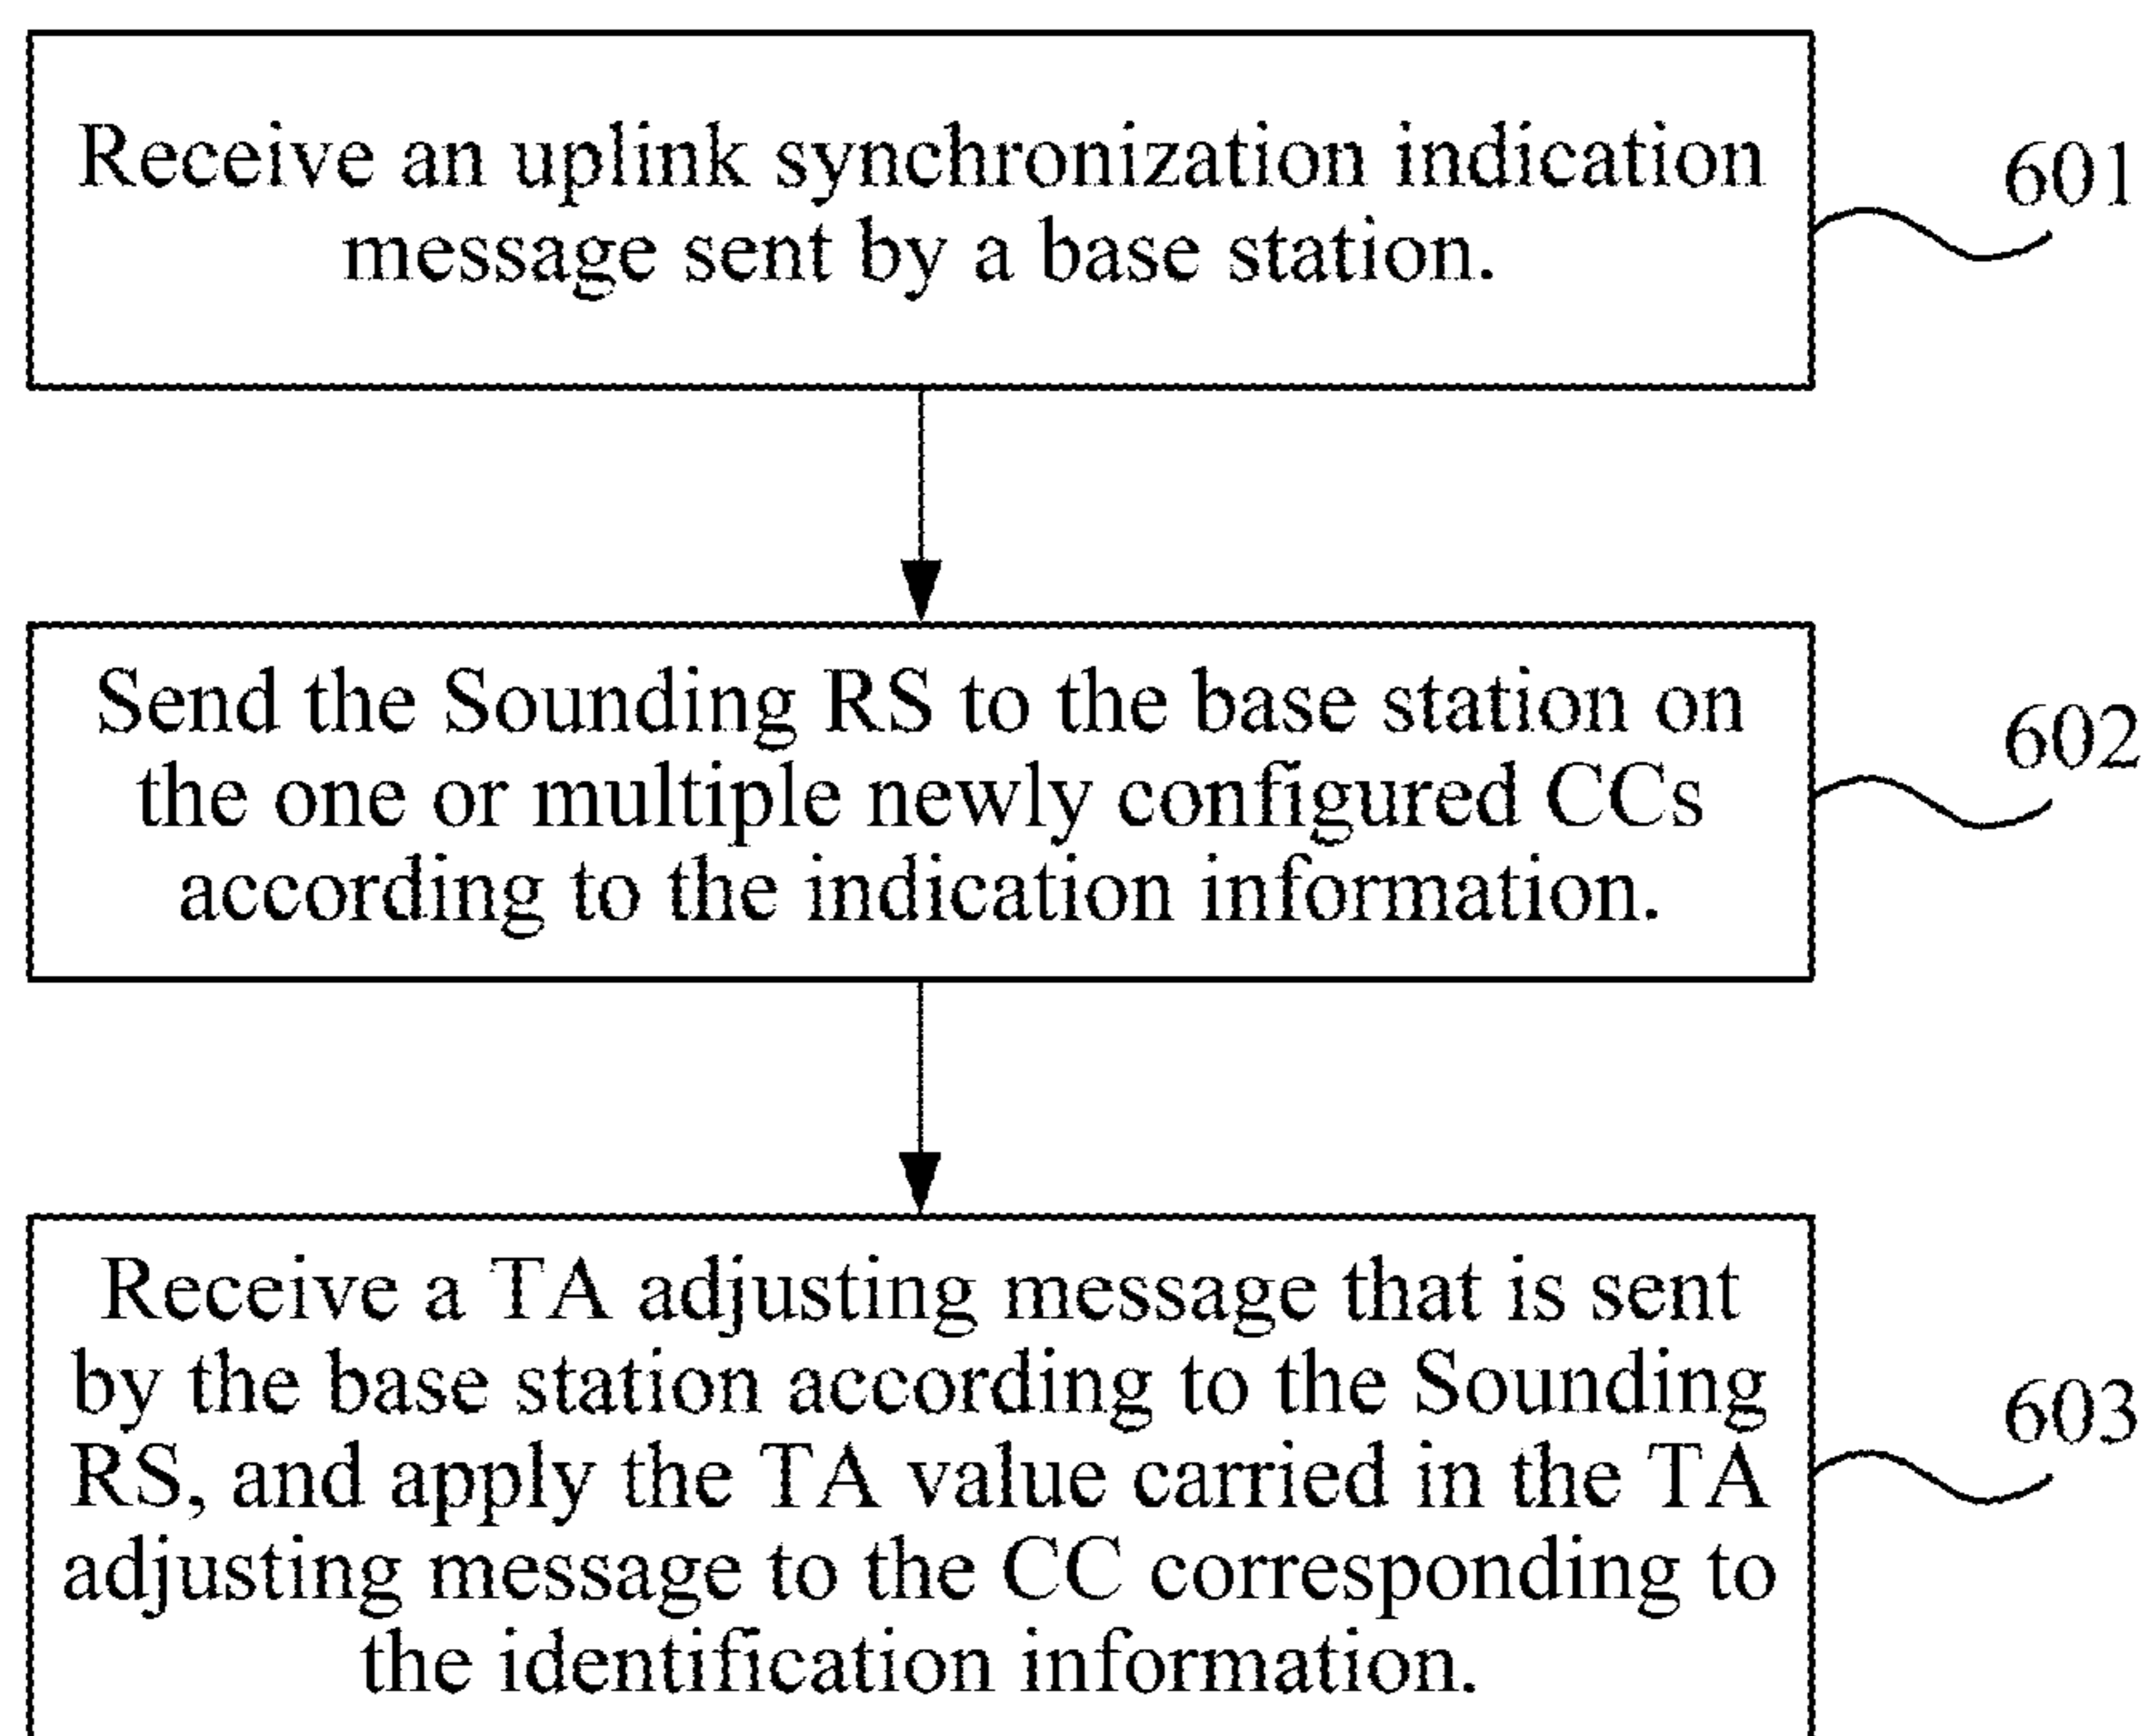 Receive an uplink synchronization indication
message sent by a base station.
601
Send the Sounding RS to the base station on
the one or multiple newly configured CCs
according to the indication information.
602
Receive a TA adjusting message that is sent
by the base station according to the Sounding
RS, and apply the TA value carried in the TA
adjusting message to the CC corresponding to
the identification information.
603